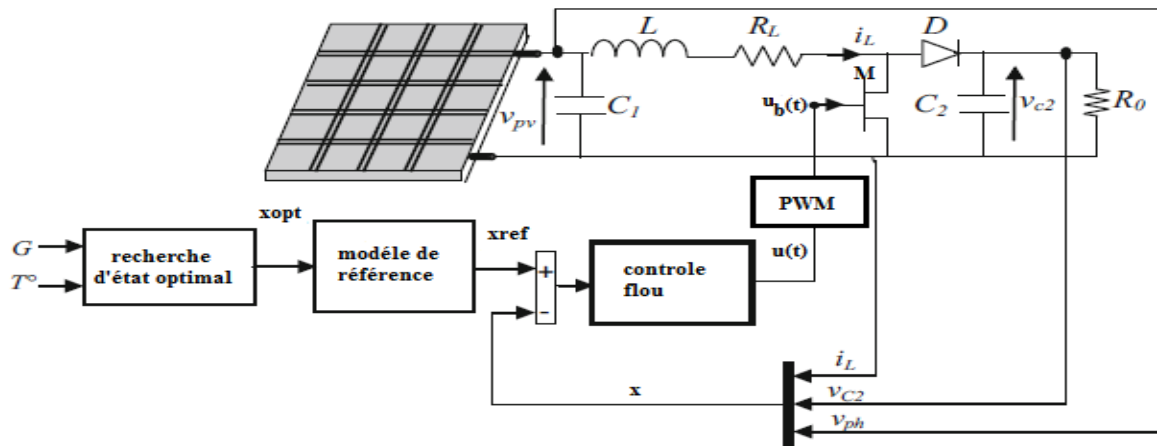 L
R_L
i_L
D
M
v_pv
C_1
u_b(t)
C_2
v_c2
R_0
PWM
xopt
xref
G
T°
recherche
d'état optimal
modéle de
référence
+
-
controle
flou
u(t)
x
i_L
v_C2
v_ph